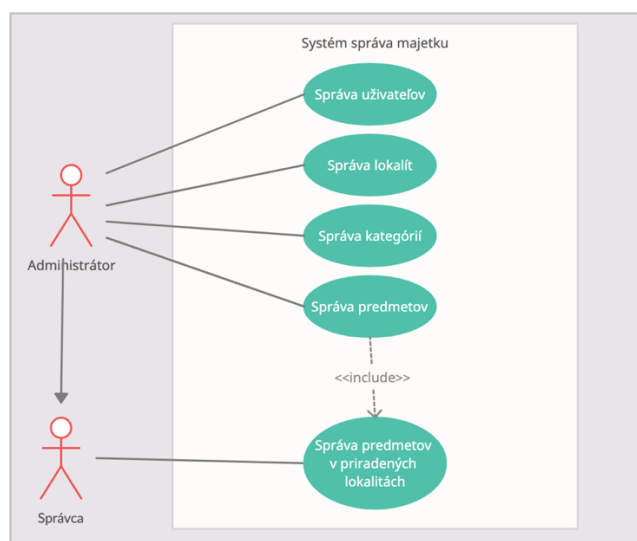 Systém správa majetku
Správa uživateľov
Správa lokalít
Správa kategórií
Administrátor
Správa predmetov
<<include>>
Správa predmetov
v priradených
lokalitách
Správca